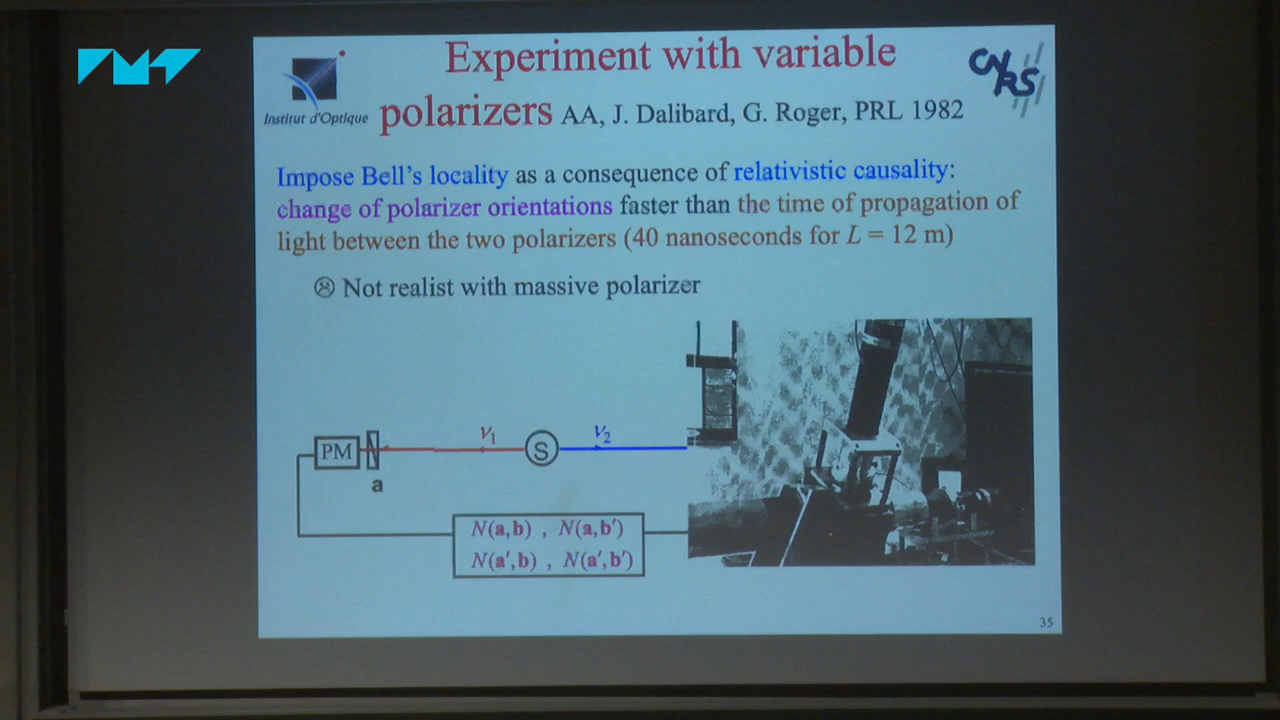 Experiment with variable
polarizers AA, J. Dalibard, G. Roger, PRL 1982
Institut d'Optique
CNRS
Impose Bell's locality as a consequence of relativistic causality:
change of polarizer orientations faster than the time of propagation of
light between the two polarizers (40 nanoseconds for L = 12 m)
☹ Not realist with massive polarizer
ν1
ν2
PM
S
a
N(a,b) , N(a,b')
N(a',b) , N(a',b')
35